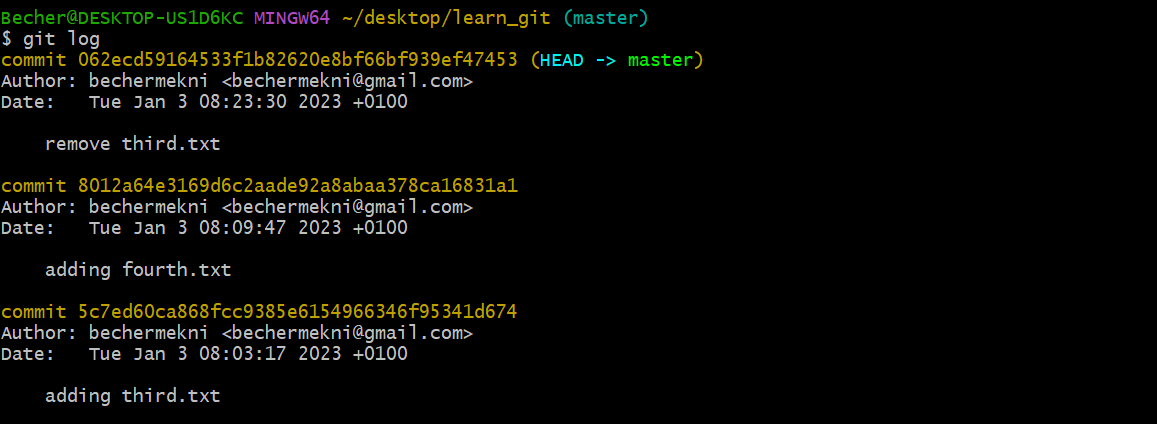 Becher@DESKTOP-US1D6KC MINGW64 ~/desktop/learn_git (master)
$ git log
commit 062ecd59164533f1b82620e8bf66bf939ef47453 (HEAD -> master)
Author: bechermekni <bechermekni@gmail.com>
Date:   Tue Jan 3 08:23:30 2023 +0100
    remove third.txt
commit 8012a64e3169d6c2aade92a8abaa378ca16831a1
Author: bechermekni <bechermekni@gmail.com>
Date:   Tue Jan 3 08:09:47 2023 +0100
    adding fourth.txt
commit 5c7ed60ca868fcc9385e6154966346f95341d674
Author: bechermekni <bechermekni@gmail.com>
Date:   Tue Jan 3 08:03:17 2023 +0100
    adding third.txt